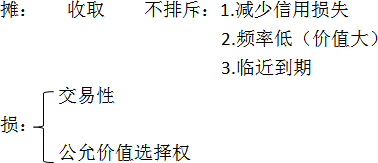 摊： 收取 不排斥：1.减少信用损失
2.频率低（价值大）
3.临近到期
交易性
损：
公允价值选择权